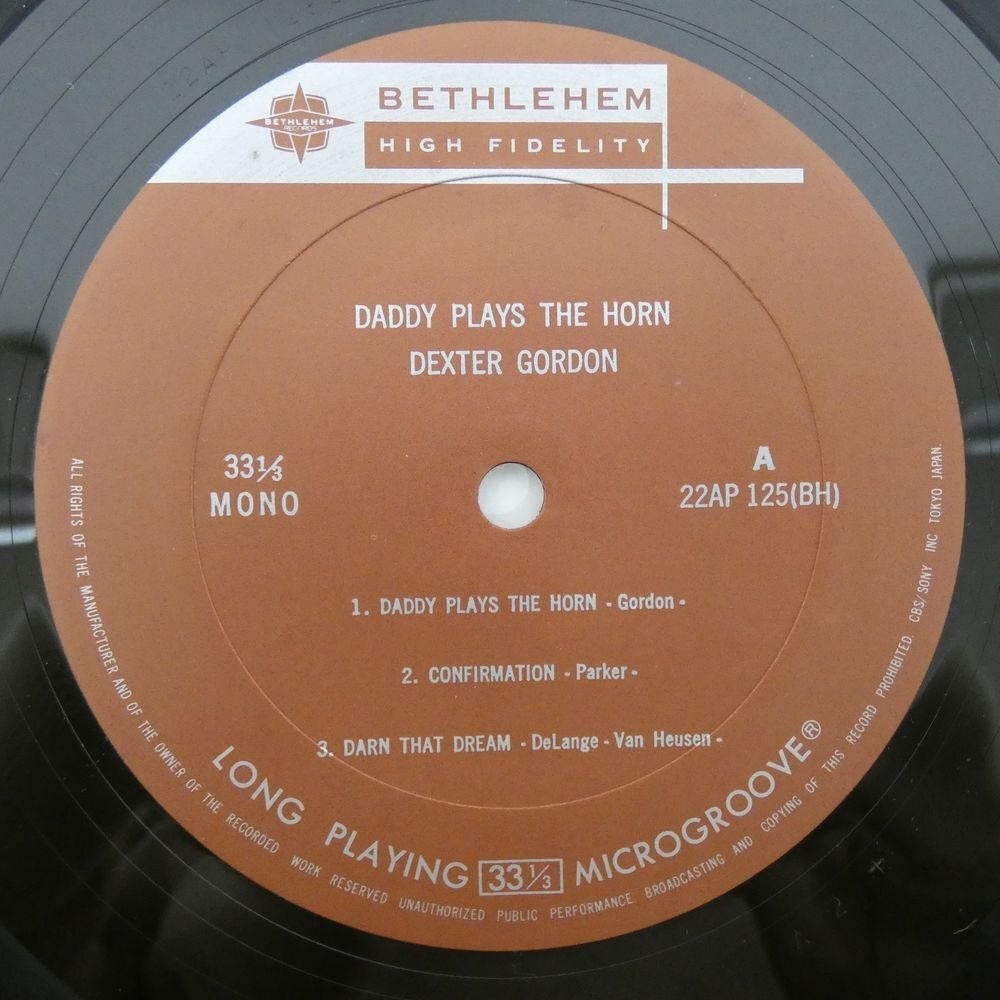 BETHLEHEM
RECORDS
BETHLEHEM
HIGH FIDELITY
DADDY PLAYS THE HORN
DEXTER GORDON
33⅓
MONO
A
22AP 125(BH)
1. DADDY PLAYS THE HORN - Gordon -
2. CONFIRMATION - Parker -
3. DARN THAT DREAM - DeLange - Van Heusen -
LONG PLAYING 33⅓ MICROGROOVE®
ALL RIGHTS OF THE MANUFACTURER AND OF THE OWNER OF THE RECORDED WORK RESERVED UNAUTHORIZED PUBLIC PERFORMANCE. BROADCASTING AND COPYING OF THIS RECORD PROHIBITED. CBS/SONY INC TOKYO JAPAN.